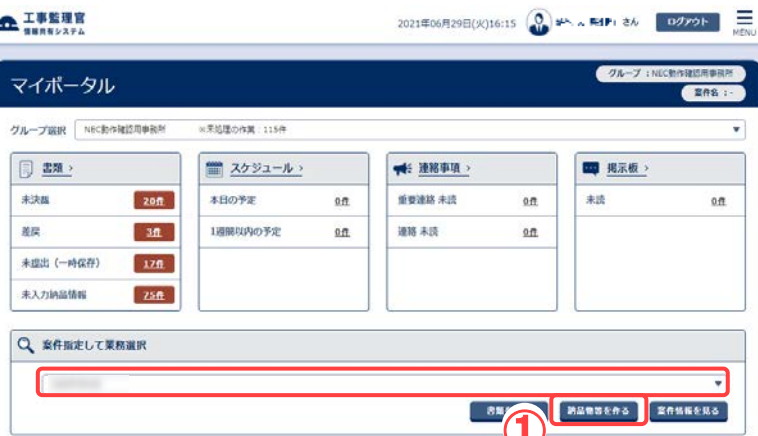 工事監理官
情報共有システム
2021年06月29日(火)16:15
さん
ログアウト
MENU
マイポータル
グループ:NEC動作確認用事務所
案件名:-
グループ選択 NEC動作確認用事務所 ※未処理の作業:115件
書類 >
未決裁 20件
差戻 3件
未提出(一時保存) 17件
未入力納品情報 75件
スケジュール >
本日の予定 0件
1週間以内の予定 0件
連絡事項 >
重要連絡 未読 0件
連絡 未読 0件
掲示板 >
未読 0件
案件指定して業務選択
書類
納品物等を作る
案件情報を見る
①